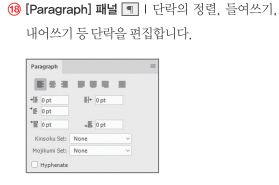 ⑱ [Paragraph] 패널 ¶ | 단락의 정렬, 들여쓰기,
내어쓰기 등 단락을 편집합니다.
Paragraph
0 pt 0 pt
0 pt
0 pt 0 pt
Kinsoku Set: None
Mojikumi Set: None
Hyphenate